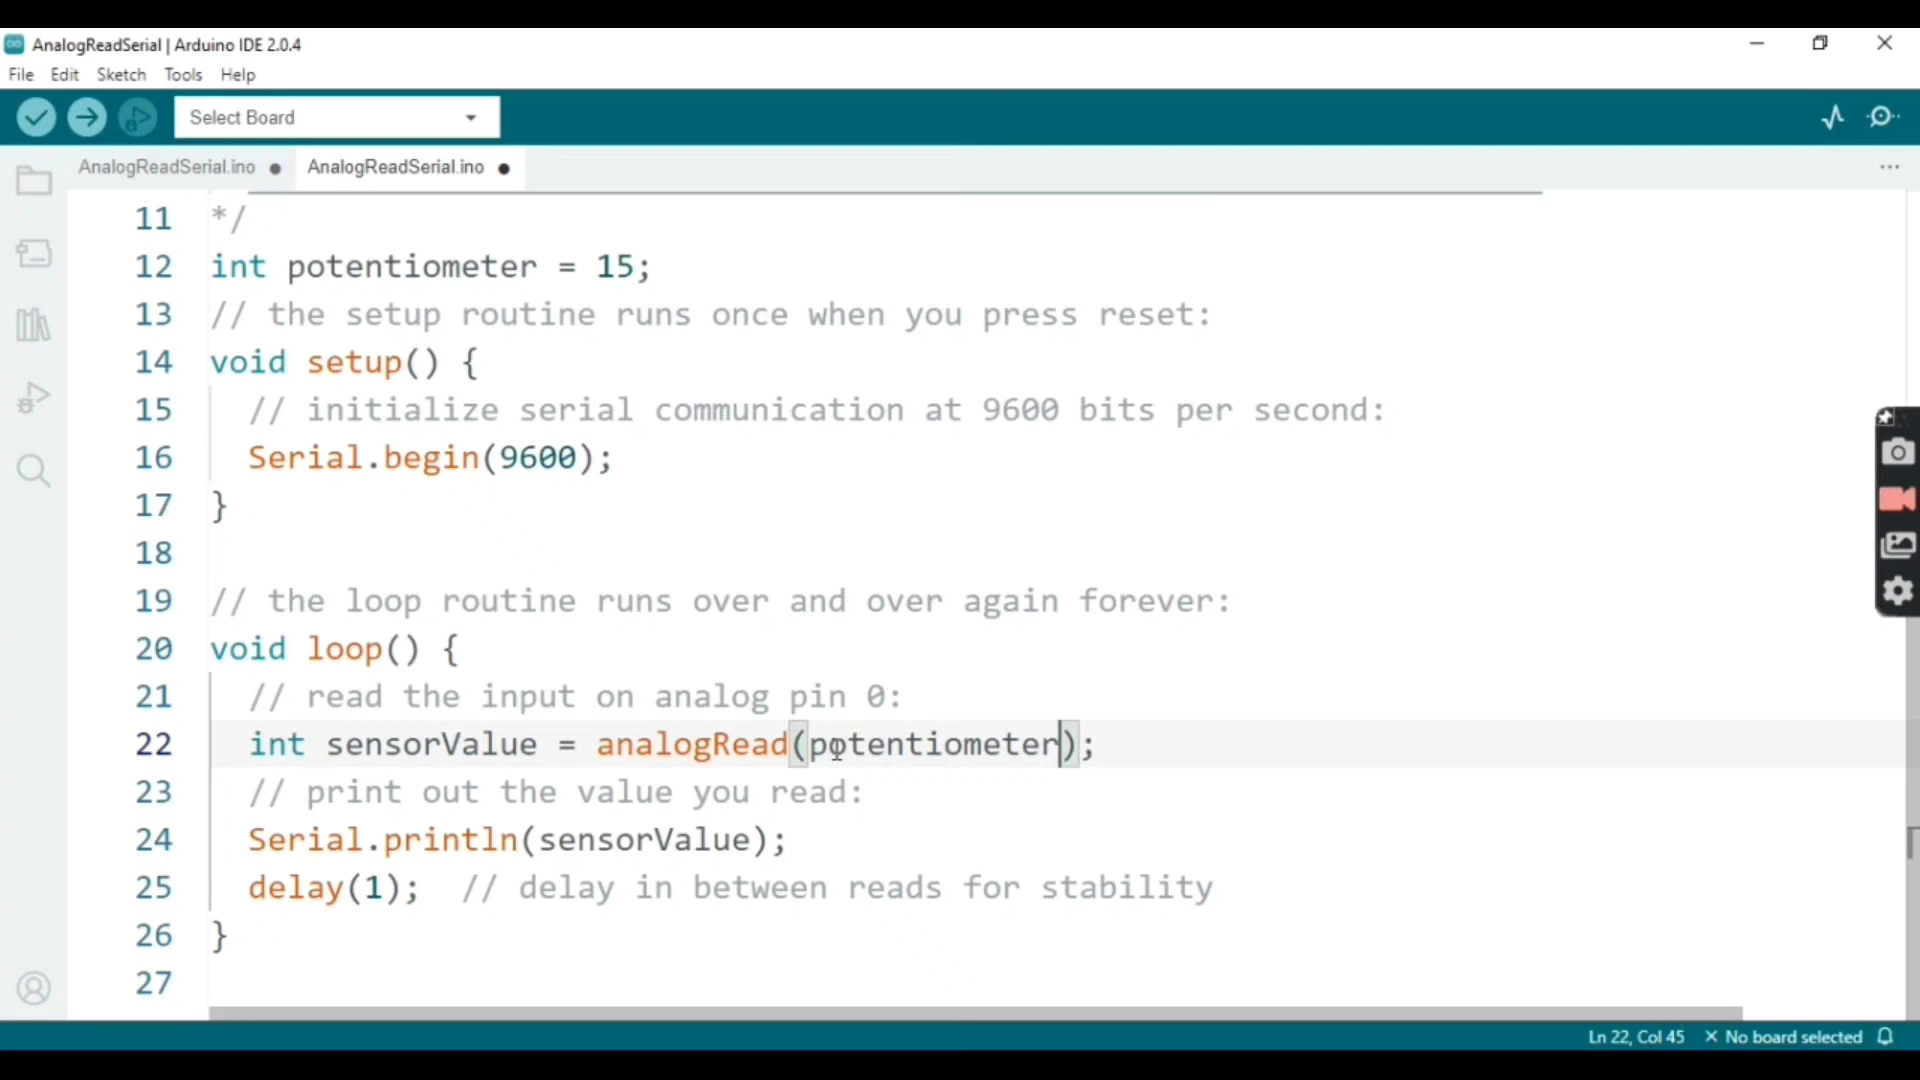 AnalogReadSerial | Arduino IDE 2.0.4
File Edit Sketch Tools Help
Select Board
AnalogReadSerial.ino AnalogReadSerial.ino
11 */
12 int potentiometer = 15;
13 // the setup routine runs once when you press reset:
14 void setup() {
15 // initialize serial communication at 9600 bits per second:
16 Serial.begin(9600);
17 }
18
19 // the loop routine runs over and over again forever:
20 void loop() {
21 // read the input on analog pin 0:
22 int sensorValue = analogRead(potentiometer);
23 // print out the value you read:
24 Serial.println(sensorValue);
25 delay(1); // delay in between reads for stability
26 }
27
Ln 22, Col 45 × No board selected